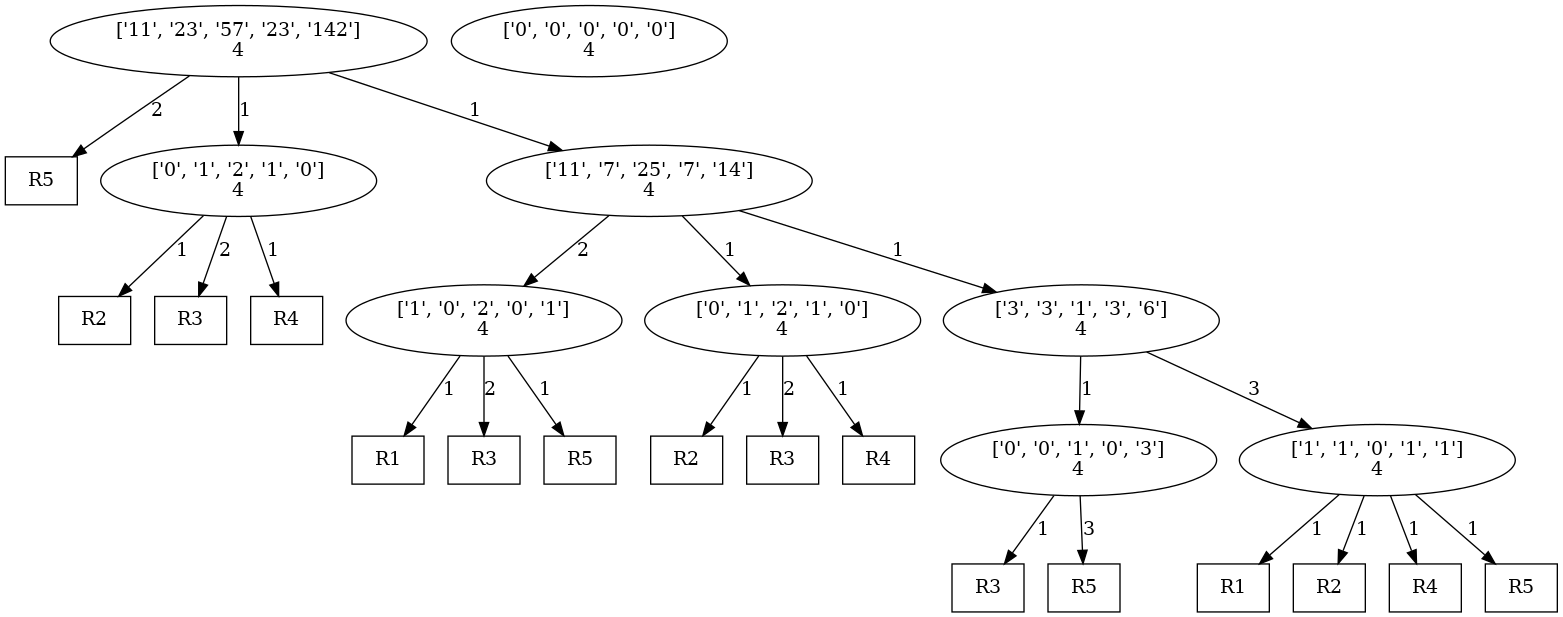 ['11', '23', '57', '23', '142']
4
['0', '0', '0', '0', '0']
4
2
1
1
R5
['0', '1', '2', '1', '0']
4
['11', '7', '25', '7', '14']
4
1
2
1
2
1
1
R2
R3
R4
['1', '0', '2', '0', '1']
4
['0', '1', '2', '1', '0']
4
['3', '3', '1', '3', '6']
4
1
2
1
1
2
1
1
3
R1
R3
R5
R2
R3
R4
['0', '0', '1', '0', '3']
4
['1', '1', '0', '1', '1']
4
1
3
1
1
1
1
R3
R5
R1
R2
R4
R5